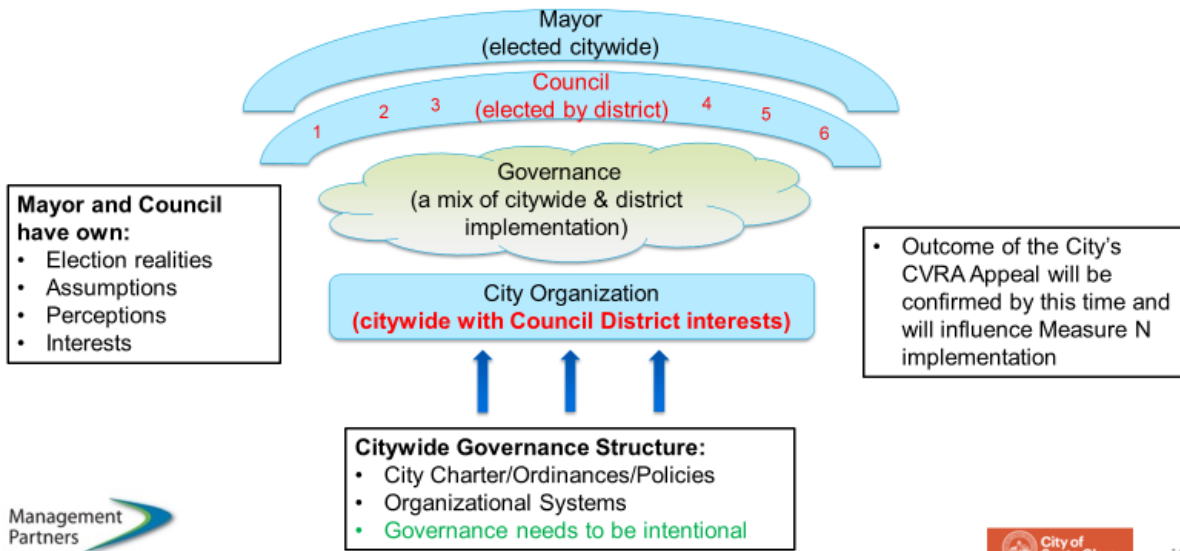 Mayor
(elected citywide)
Council
(elected by district)
1
2
3
4
5
6
Governance
(a mix of citywide & district
implementation)
Mayor and Council
have own:
• Election realities
• Assumptions
• Perceptions
• Interests
City Organization
(citywide with Council District interests)
• Outcome of the City's
CVRA Appeal will be
confirmed by this time and
will influence Measure N
implementation
Citywide Governance Structure:
• City Charter/Ordinances/Policies
• Organizational Systems
• Governance needs to be intentional
Management
Partners
City of